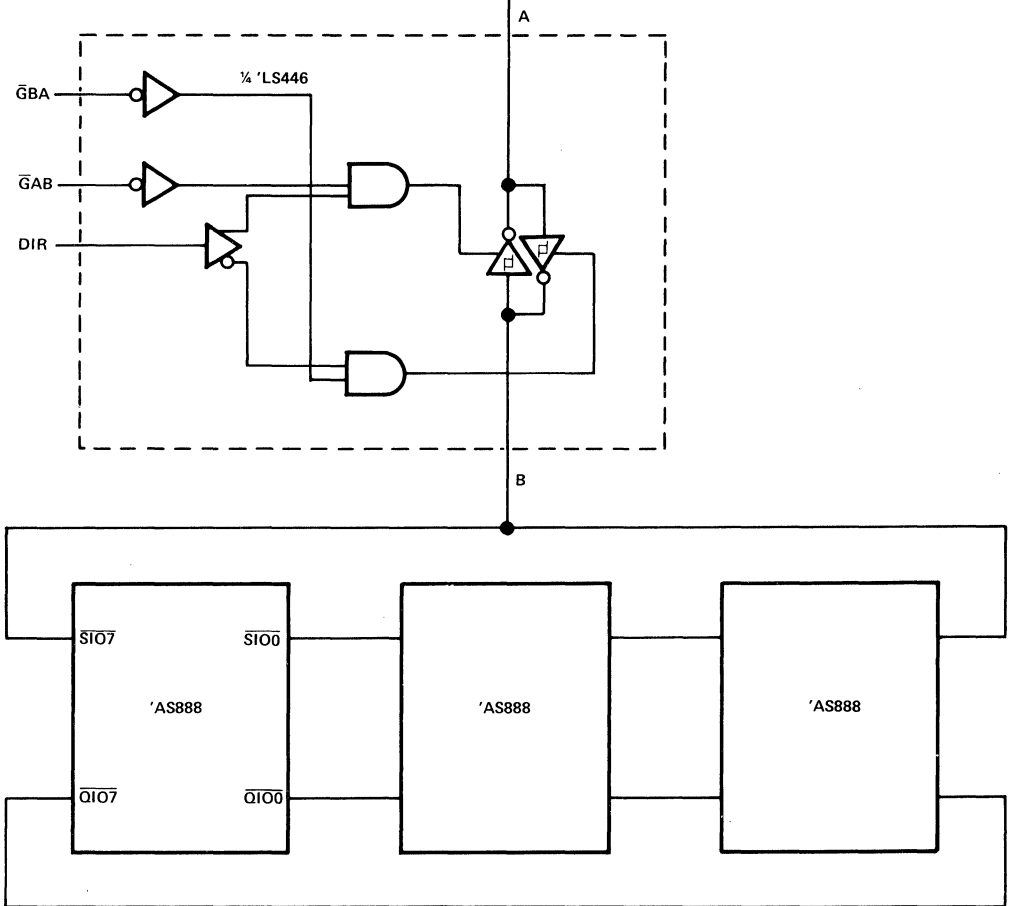 A
¼ 'LS446
G̅BA
G̅AB
DIR
B
S̅I̅O̅7̅ S̅I̅O̅0̅
'AS888 'AS888 'AS888
Q̅I̅O̅7̅ Q̅I̅O̅0̅